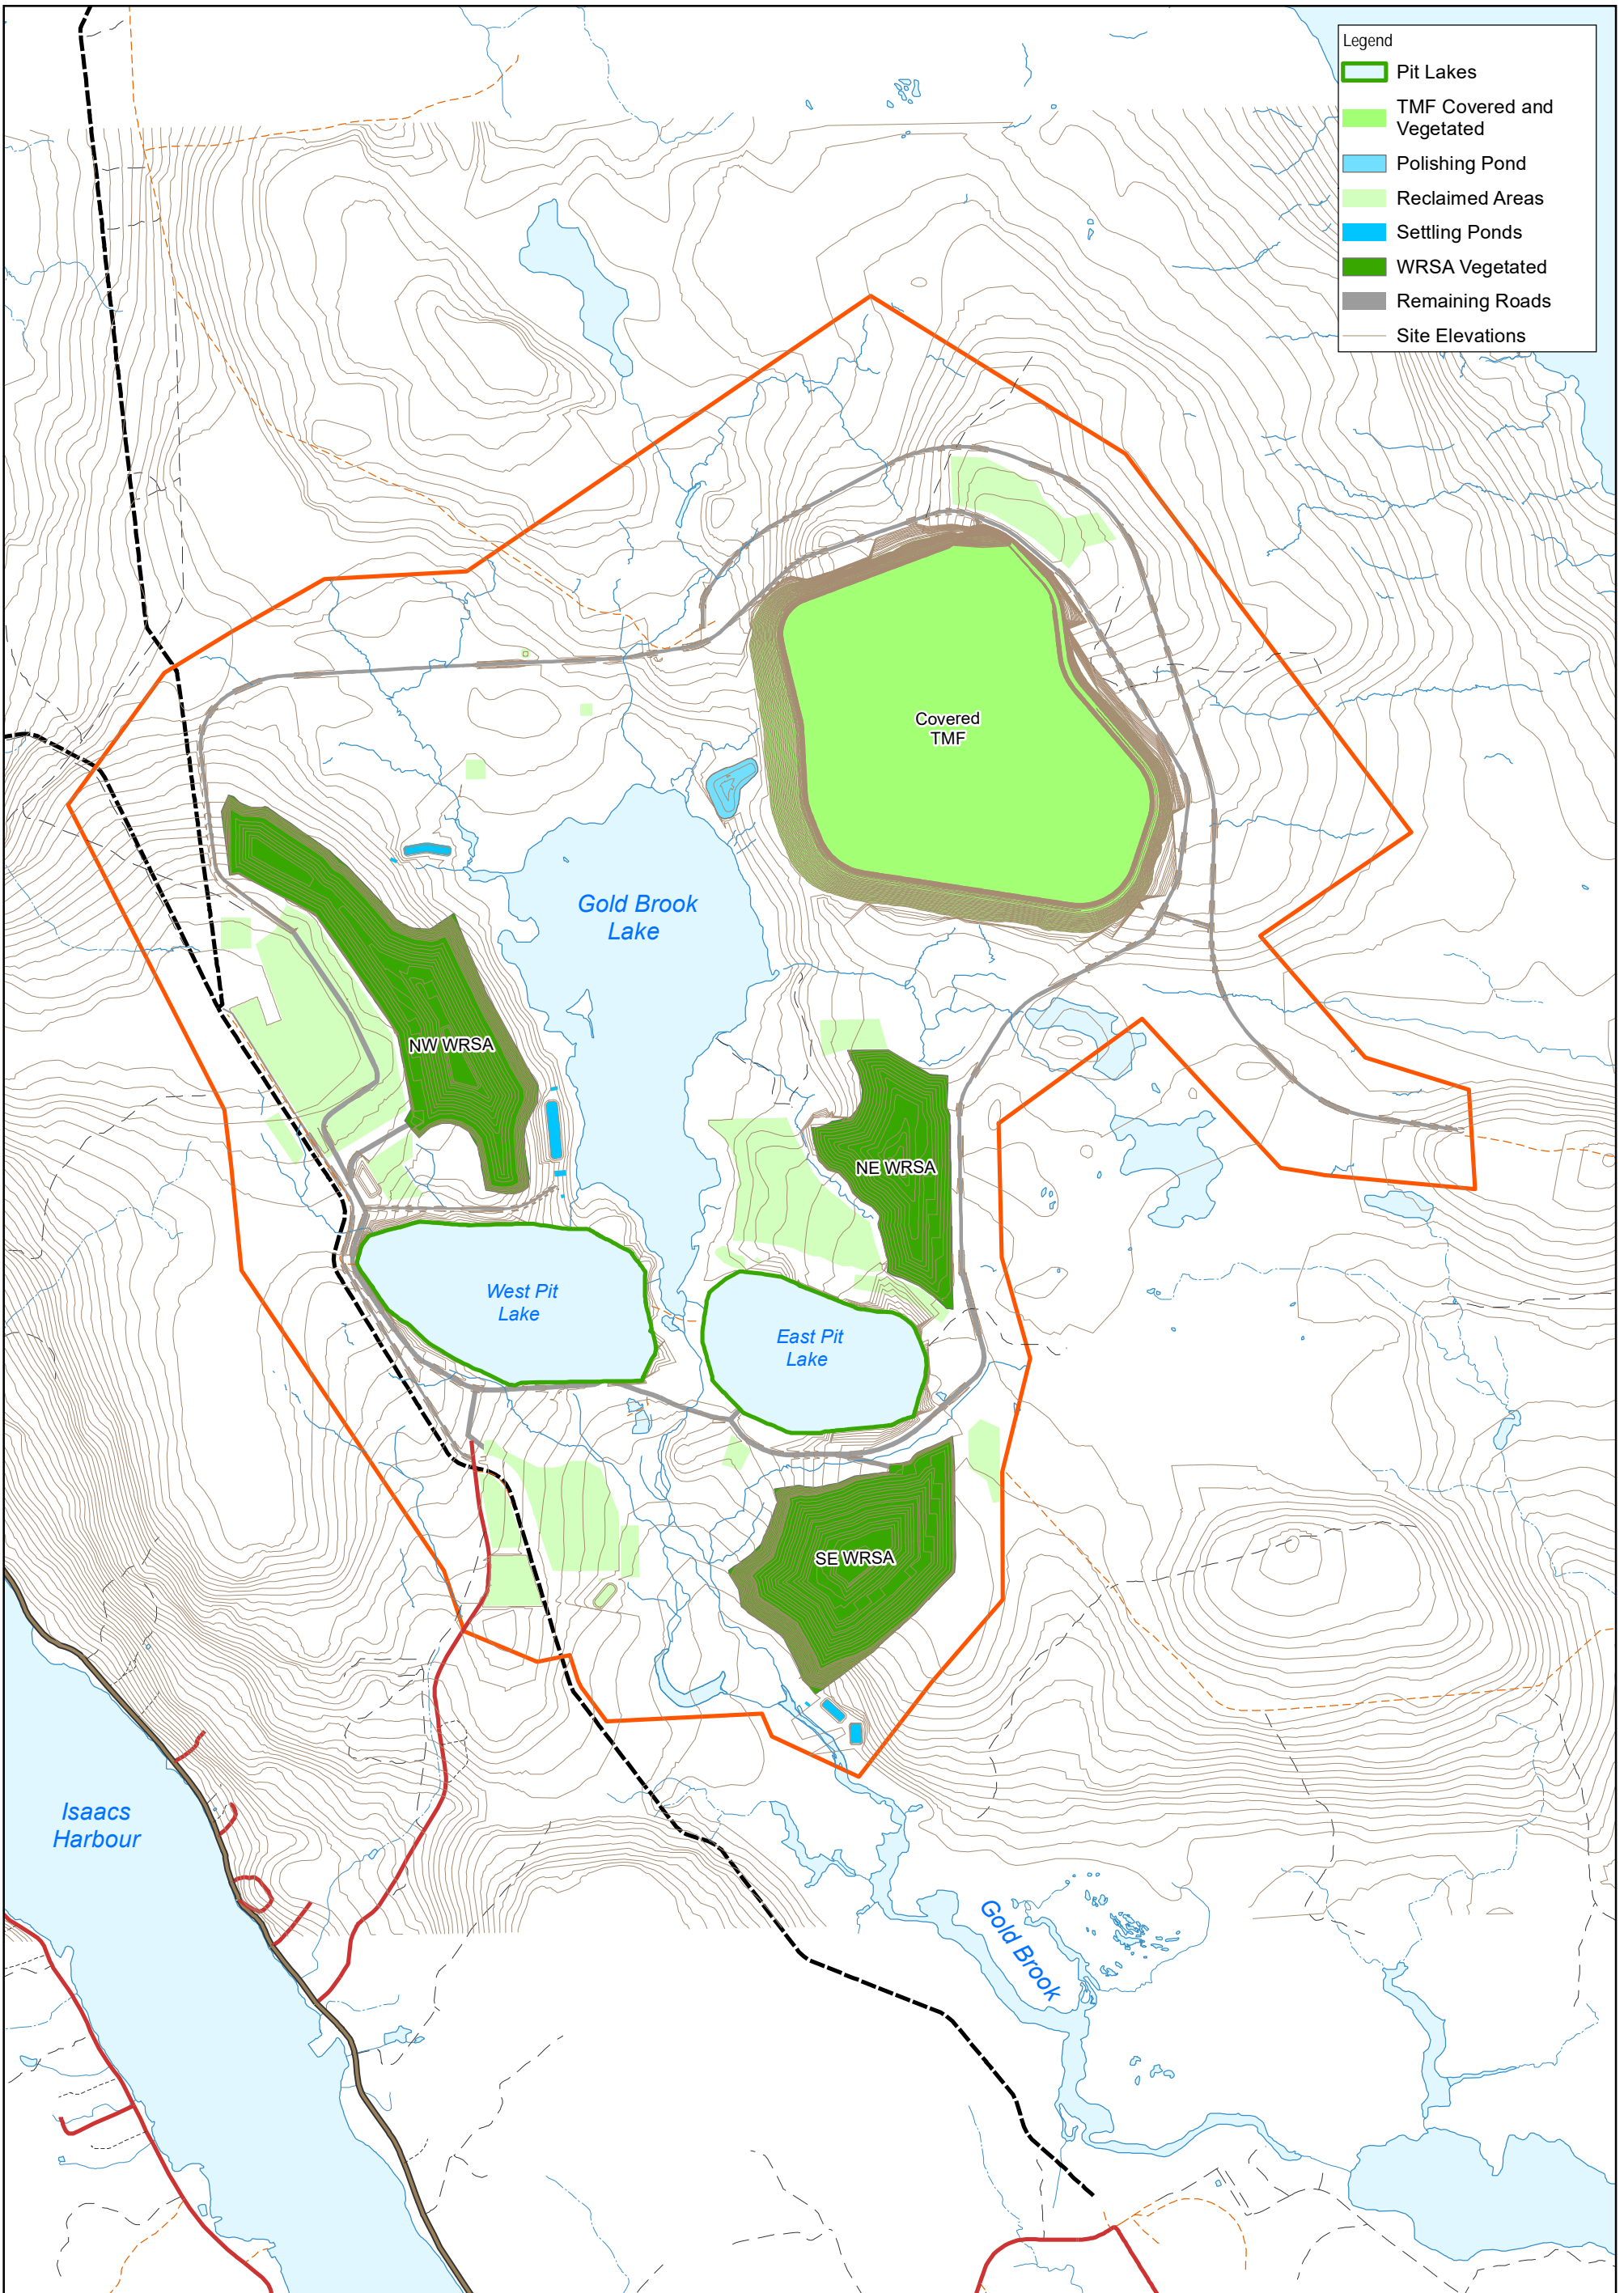 Legend
Pit Lakes
TMF Covered and
Vegetated
Polishing Pond
Reclaimed Areas
Settling Ponds
WRSA Vegetated
Remaining Roads
Site Elevations
Covered
TMF
Gold Brook
Lake
NW WRSA
NE WRSA
West Pit
Lake
East Pit
Lake
SE WRSA
Isaacs
Harbour
Gold Brook